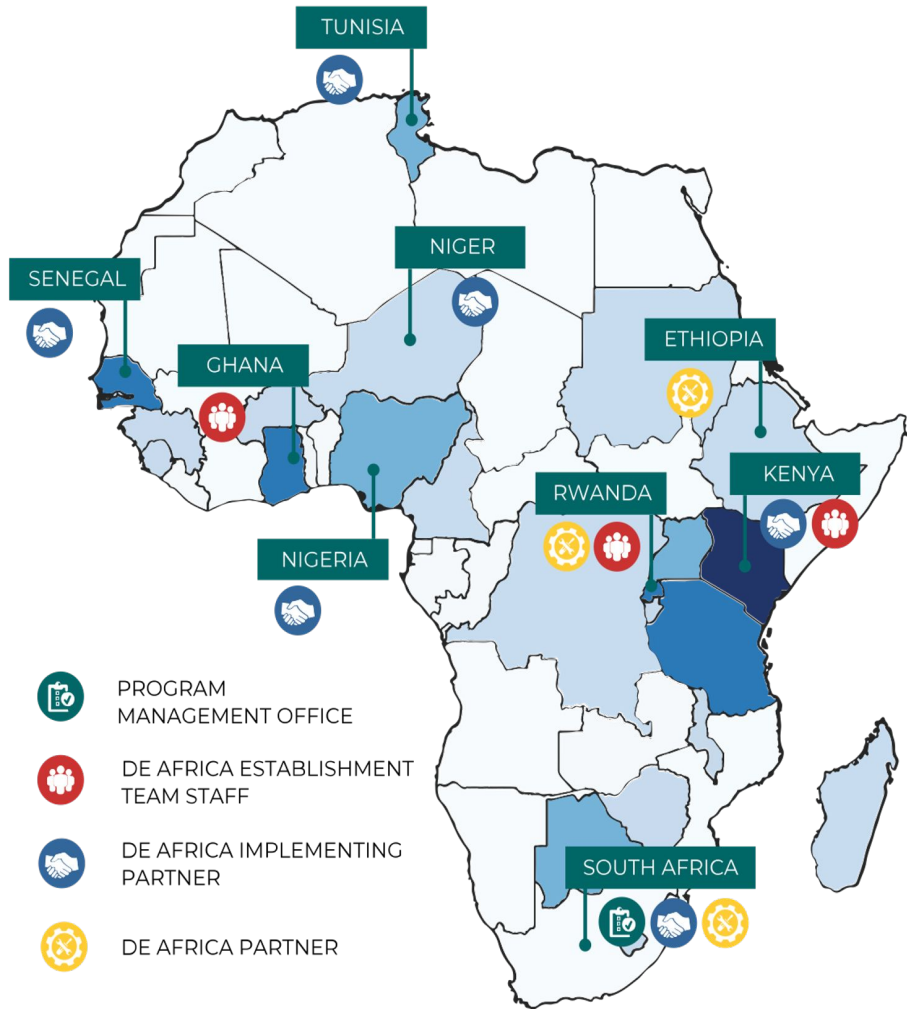 TUNISIA
NIGER
SENEGAL
ETHIOPIA
GHANA
KENYA
RWANDA
NIGERIA
PROGRAM
MANAGEMENT OFFICE
DE AFRICA ESTABLISHMENT
TEAM STAFF
DE AFRICA IMPLEMENTING
PARTNER
SOUTH AFRICA
DE AFRICA PARTNER